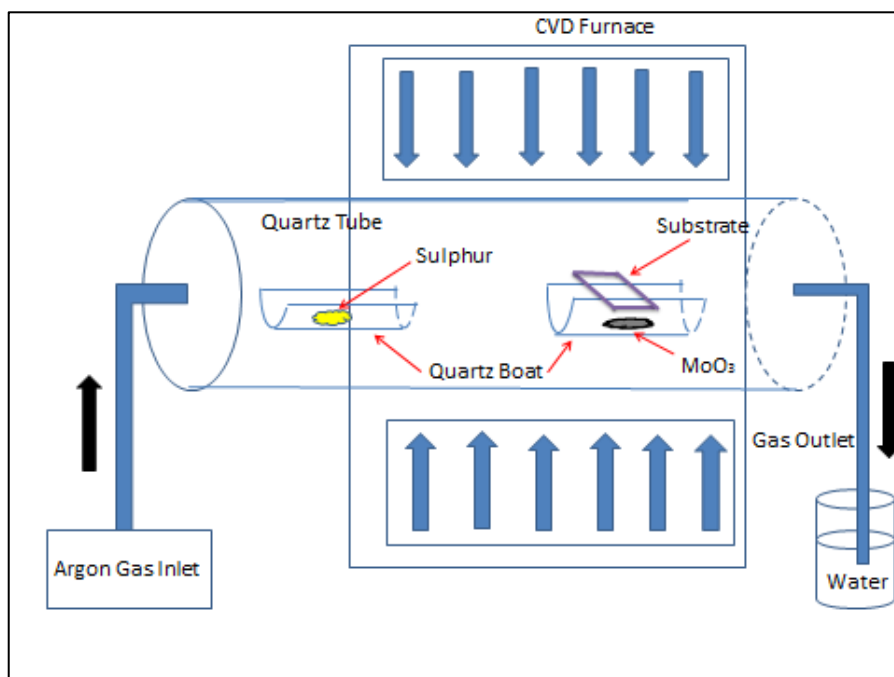 CVD Furnace
Quartz Tube
Substrate
Sulphur
Quartz Boat
MoO₃
Gas Outlet
Argon Gas Inlet
Water